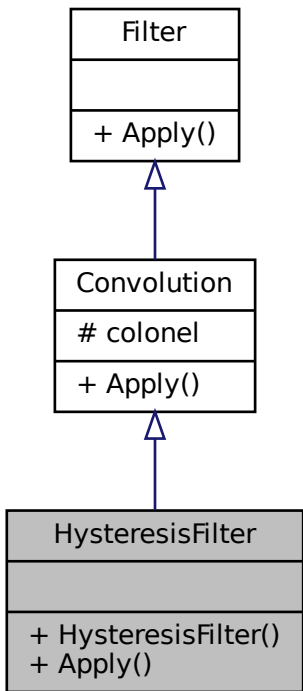 Filter
+ Apply()
Convolution
# colonel
+ Apply()
HysteresisFilter
+ HysteresisFilter()
+ Apply()